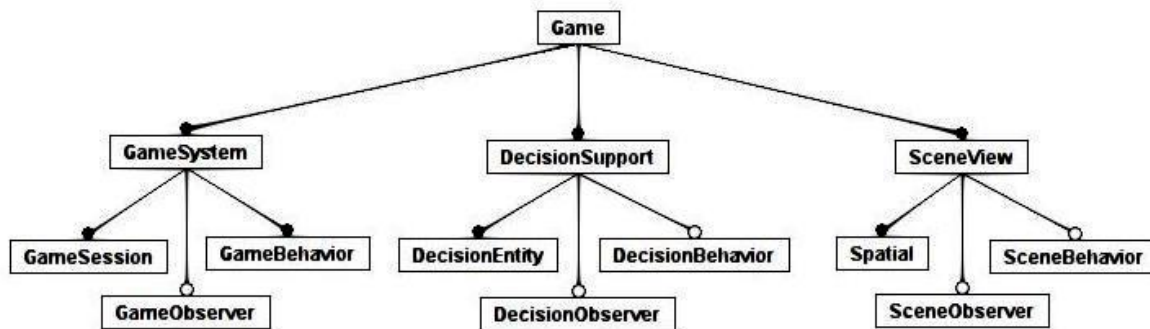 Game
GameSystem
DecisionSupport
SceneView
GameSession
GameBehavior
DecisionEntity
DecisionBehavior
Spatial
SceneBehavior
GameObserver
DecisionObserver
SceneObserver